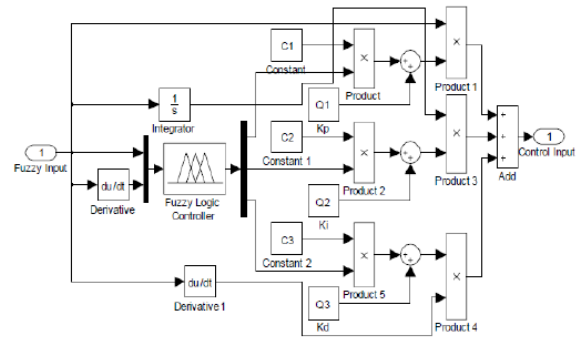 C1
Constant
Product
Product 1
1
s
Integrator
Q1
Kp
1
Fuzzy Input
du/dt
Derivative
Fuzzy Logic
Controller
C2
Constant 1
Product 2
Product 3
Add
1
Control Input
Q2
Ki
C3
Constant 2
Product 5
du/dt
Derivative1
Q3
Kd
Product 4